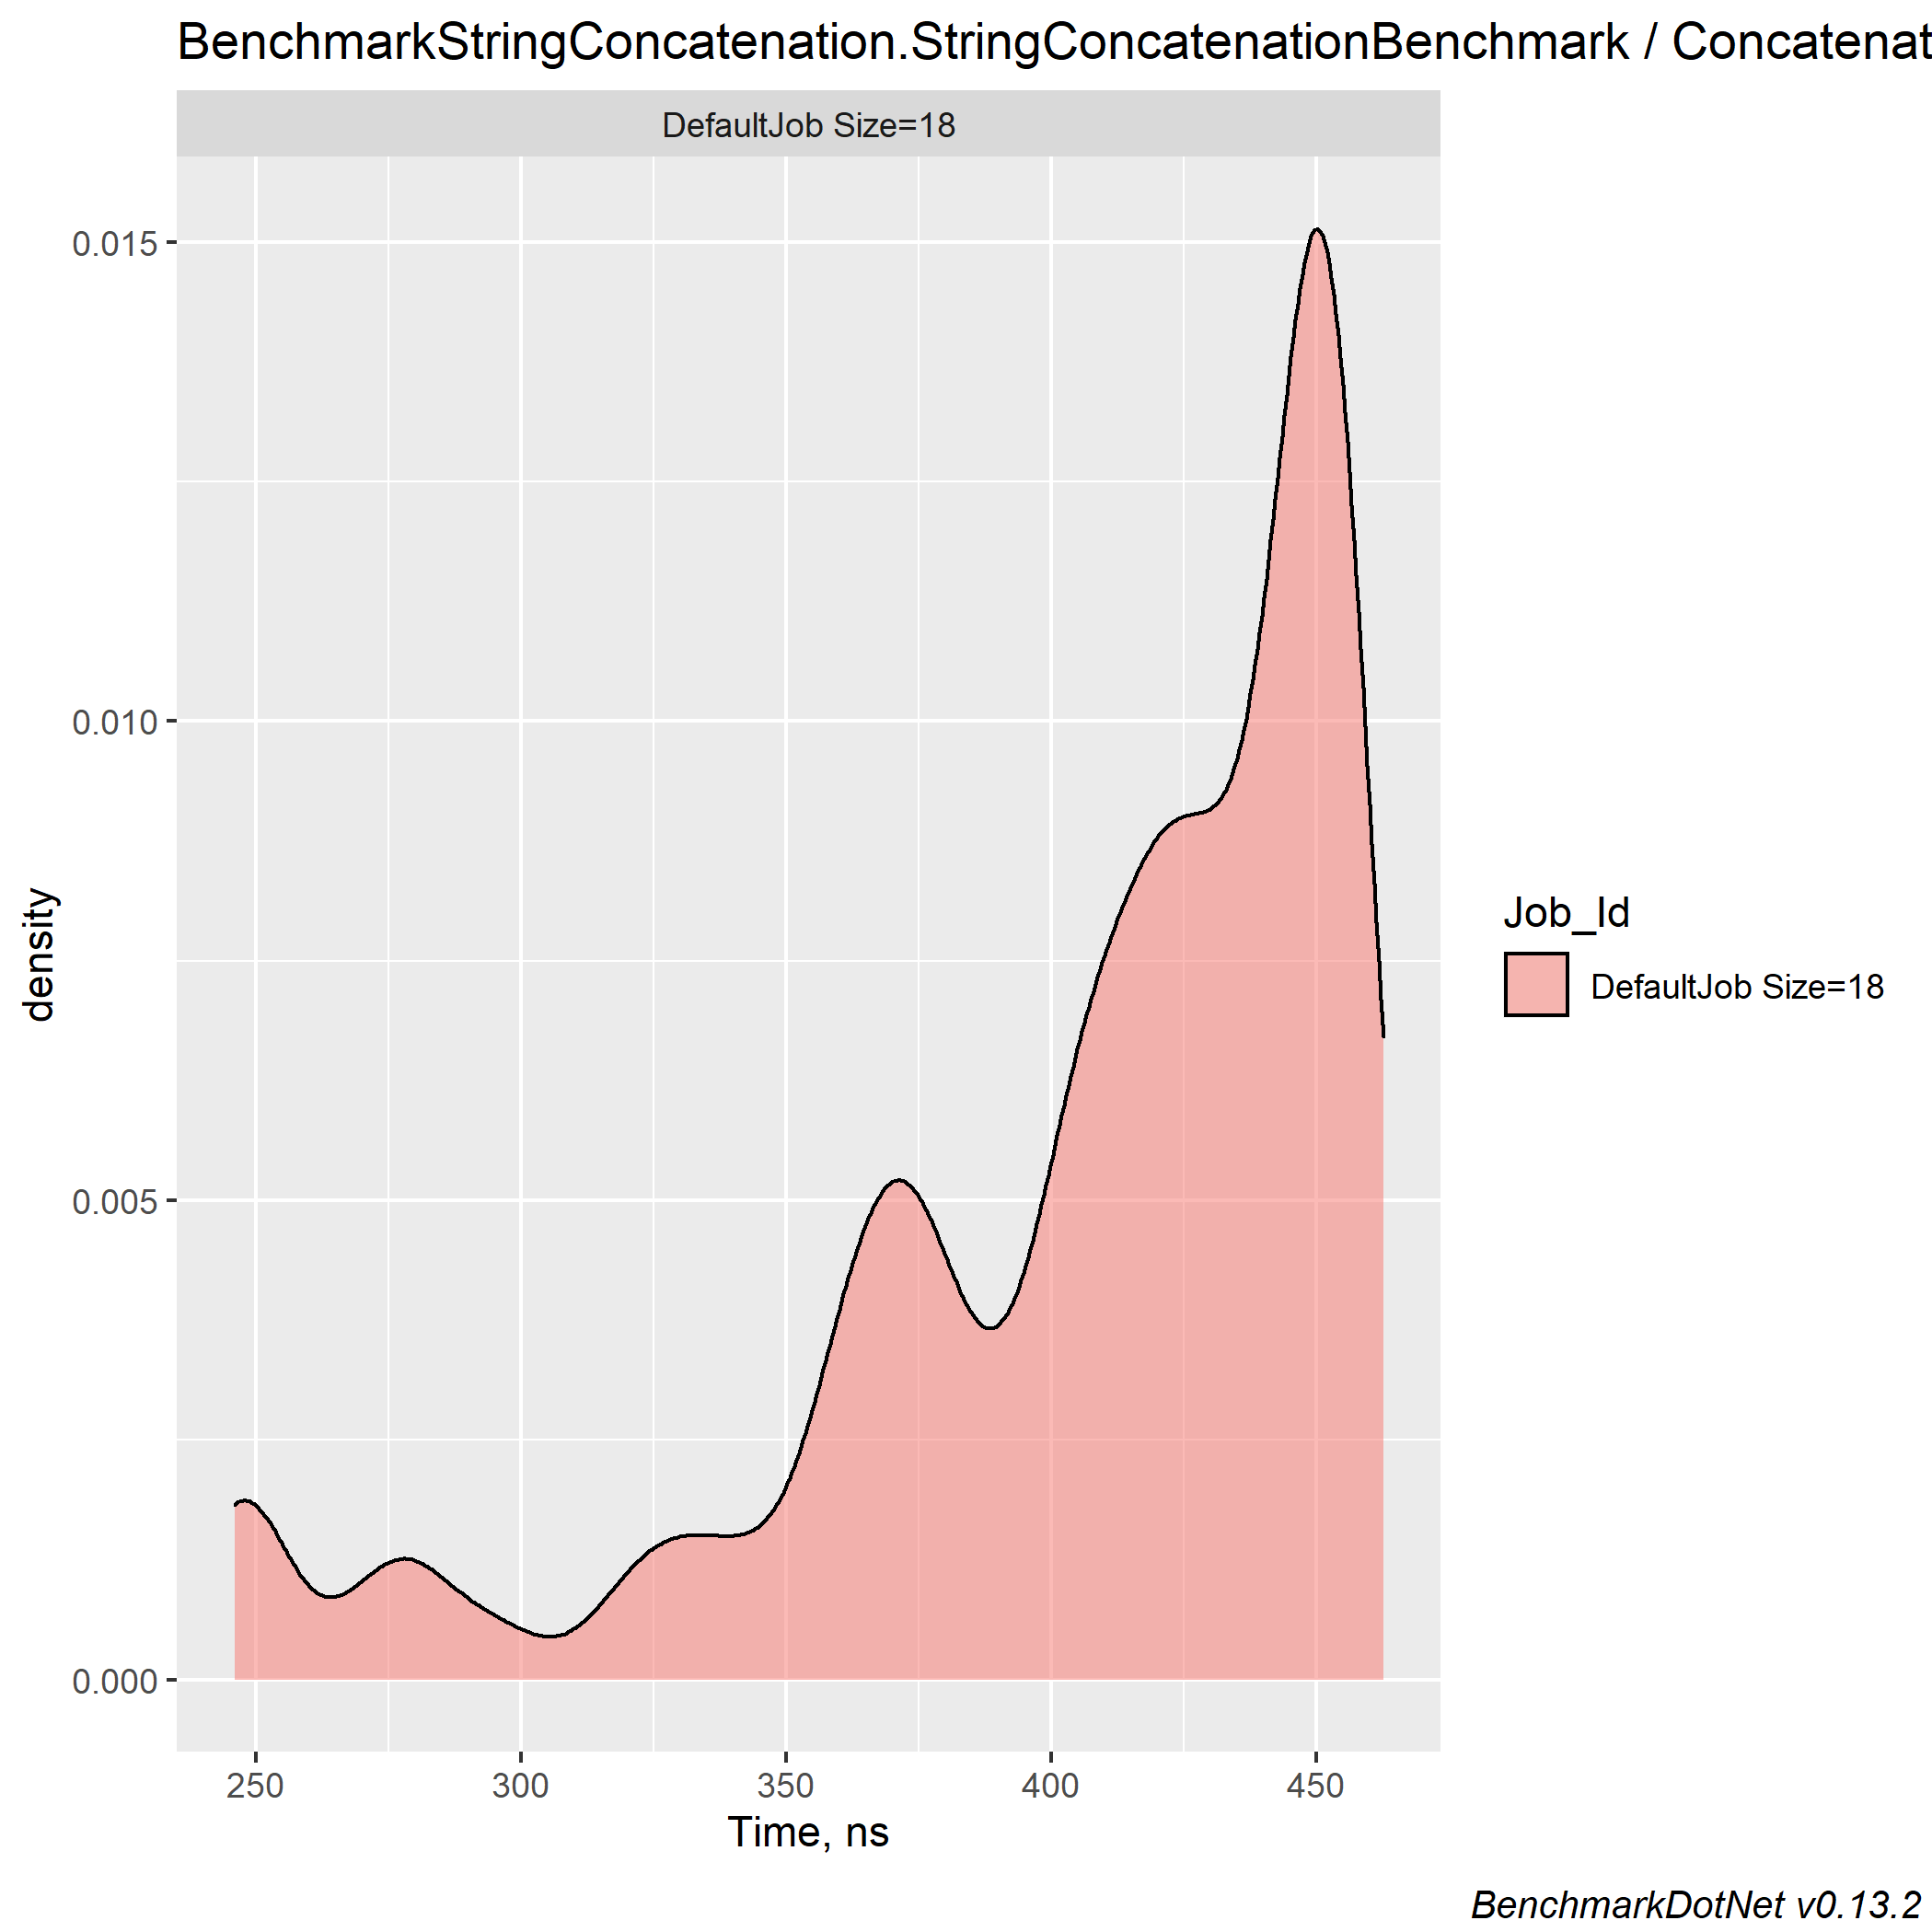 BenchmarkStringConcatenation.StringConcatenationBenchmark / Concatenat
DefaultJob Size=18
0.015
0.010
0.005
0.000
density
250 300 350 400 450
Time, ns
Job_Id
DefaultJob Size=18
BenchmarkDotNet v0.13.2